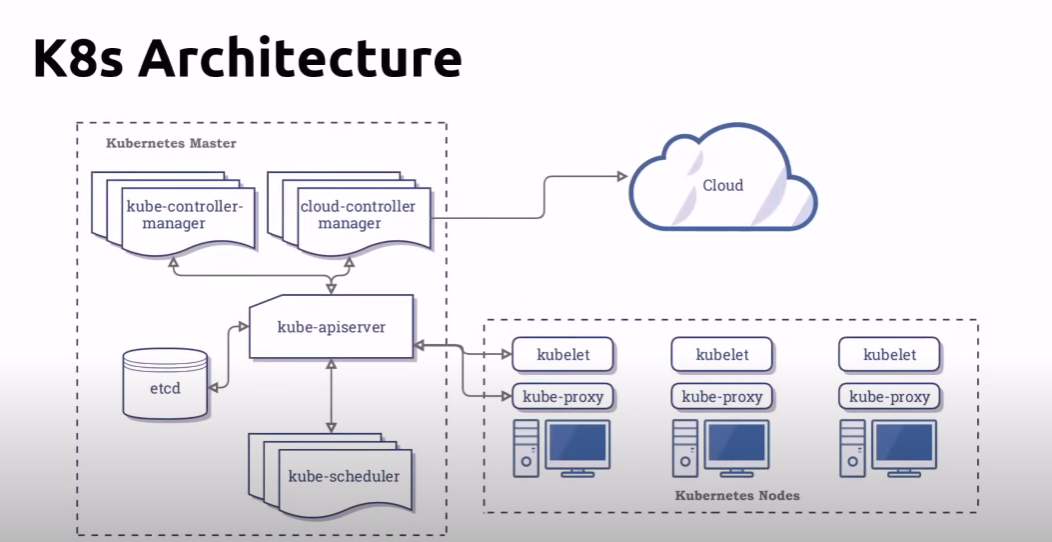 K8s Architecture
Kubernetes Master
kube-controller-
manager
cloud-controller
manager
Cloud
kube-apiserver
etcd
kube-scheduler
kubelet
kubelet
kubelet
kube-proxy
kube-proxy
kube-proxy
Kubernetes Nodes